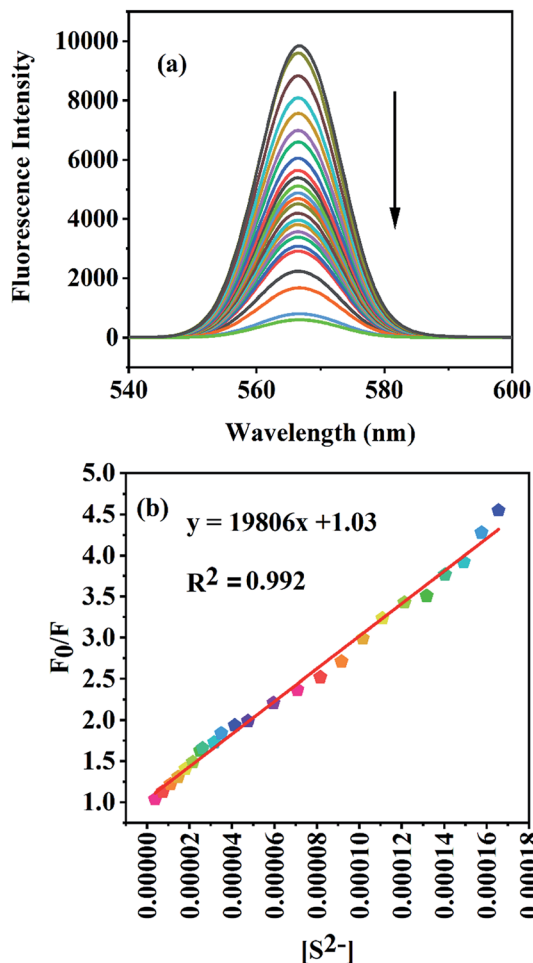 (a)
Fluorescence Intensity
10000
8000
6000
4000
2000
0
540 560 580 600
Wavelength (nm)
(b)
y = 19806x +1.03
R² = 0.992
F₀/F
5.0
4.5
4.0
3.5
3.0
2.5
2.0
1.5
1.0
0.00000 0.00002 0.00004 0.00006 0.00008 0.00010 0.00012 0.00014 0.00016 0.00018
[S²⁻]